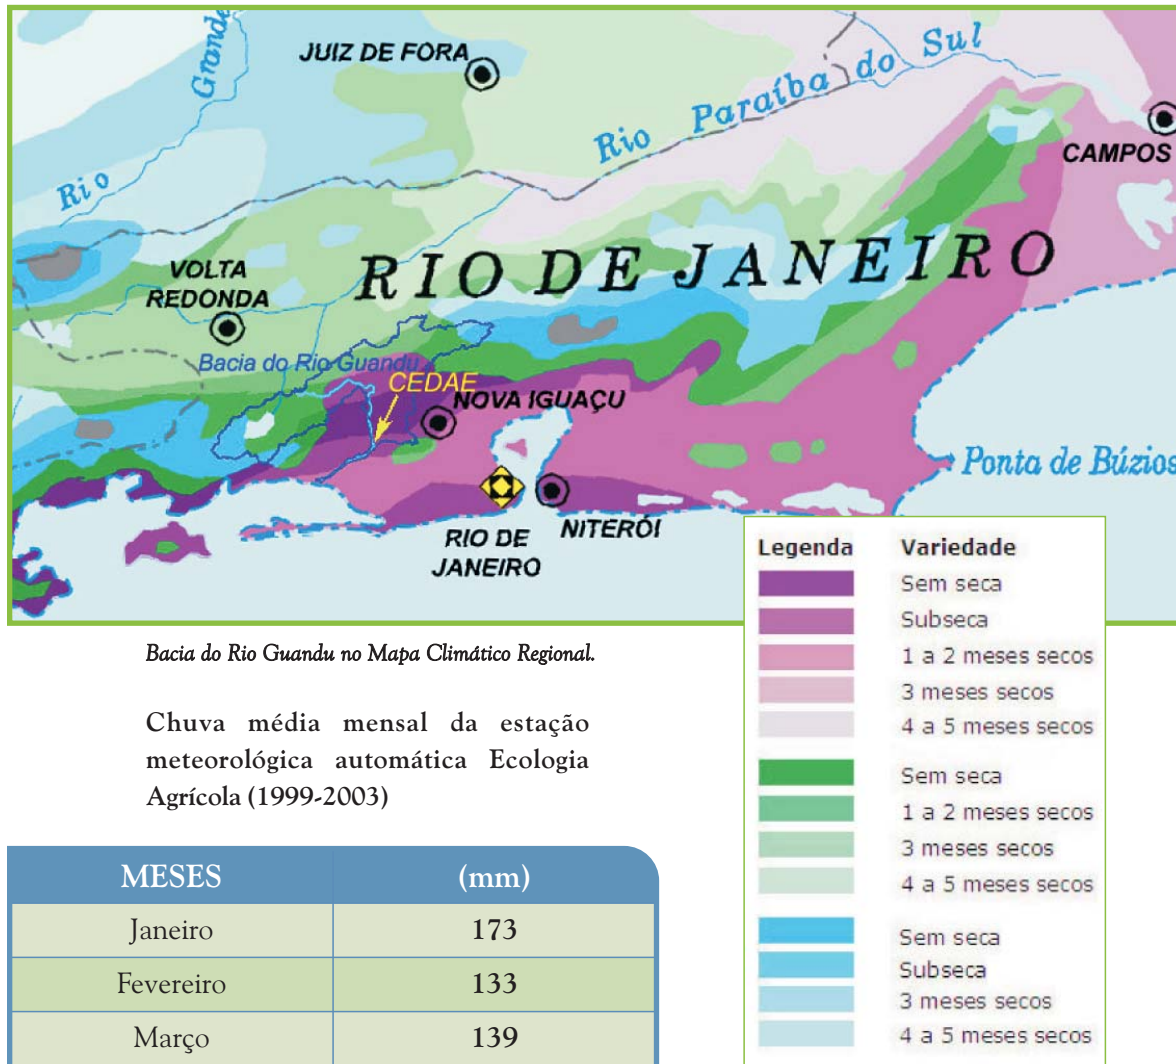 JUIZ DE FORA
Rio Grande
Rio Paraíba do Sul
CAMPOS
VOLTA
REDONDA
RIO DE JANEIRO
Bacia do Rio Guandu
CEDAE
NOVA IGUAÇU
Ponta de Búzios
RIO DE
JANEIRO
NITERÓI
Bacia do Rio Guandu no Mapa Climático Regional.
Chuva média mensal da estação
meteorológica automática Ecologia
Agrícola (1999-2003)
MESES (mm)
Janeiro 173
Fevereiro 133
Março 139
Legenda Variedade
Sem seca
Subseca
1 a 2 meses secos
3 meses secos
4 a 5 meses secos
Sem seca
1 a 2 meses secos
3 meses secos
4 a 5 meses secos
Sem seca
Subseca
3 meses secos
4 a 5 meses secos